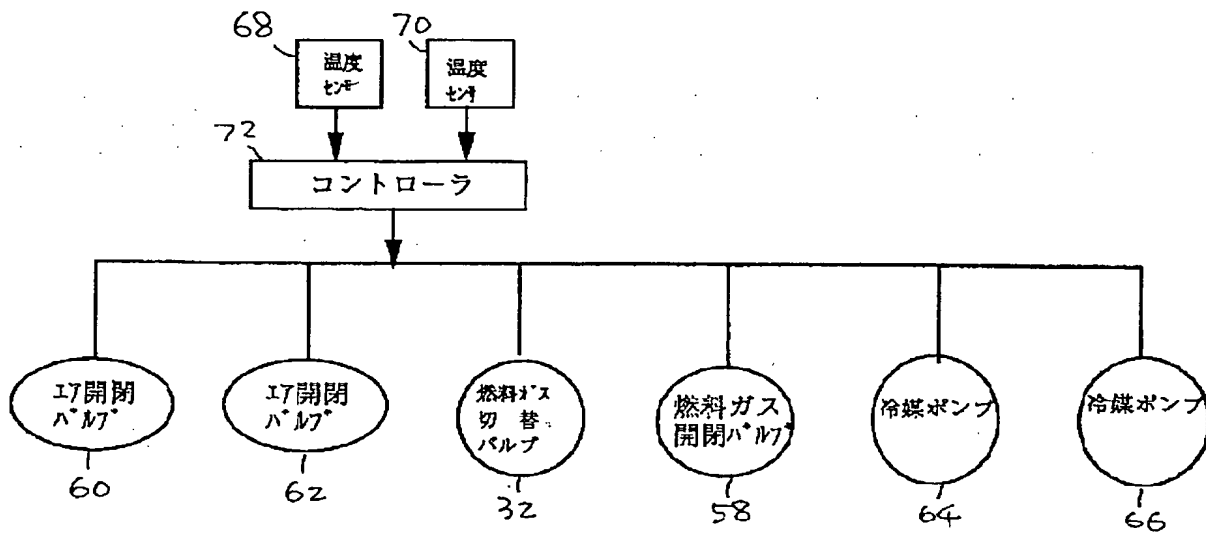 68
70
温度
センサー
温度
センサ
72
コントローラ
エア開閉
バルブ
エア開閉
バルブ
燃料ガス
切替
バルブ
燃料ガス
開閉バルブ
冷媒ポンプ
冷媒ポンプ
60
62
32
58
64
66